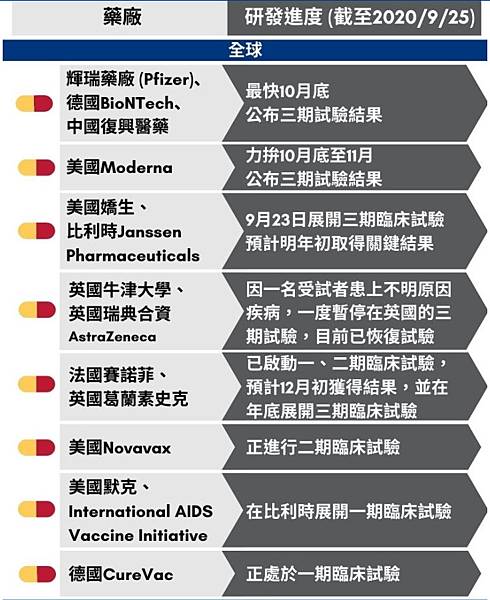 藥廠
研發進度 (截至2020/9/25)
全球
輝瑞藥廠 (Pfizer)、
德國BioNTech、
中國復興醫藥
最快10月底
公布三期試驗結果
美國Moderna
力拚10月底至11月
公布三期試驗結果
美國嬌生、
比利時Janssen
Pharmaceuticals
9月23日展開三期臨床試驗
預計明年初取得關鍵結果
英國牛津大學、
英國瑞典合資
AstraZeneca
因一名受試者患上不明原因
疾病，一度暫停在英國的三
期試驗，目前已恢復試驗
法國賽諾菲、
英國葛蘭素史克
已啟動一、二期臨床試驗，
預計12月初獲得結果，並在
年底展開三期臨床試驗
美國Novavax
正進行二期臨床試驗
美國默克、
International AIDS
Vaccine Initiative
在比利時展開一期臨床試驗
德國CureVac
正處於一期臨床試驗